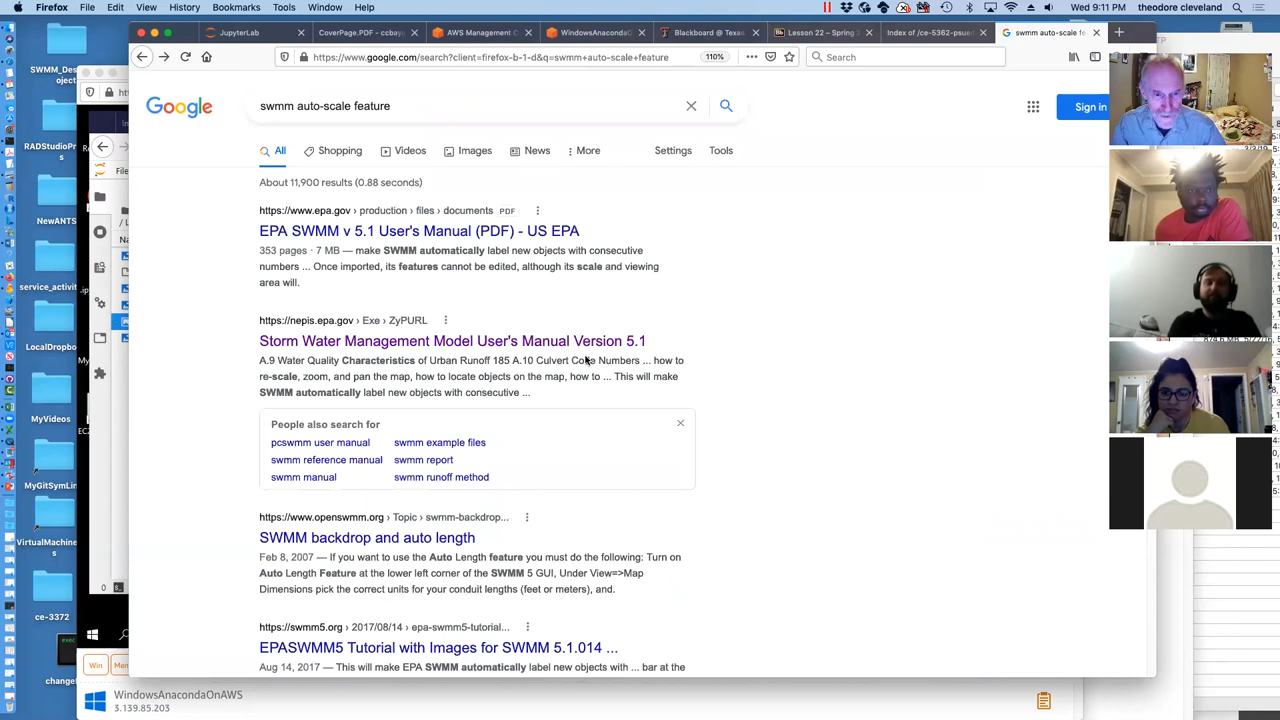 Firefox File Edit View History Bookmarks Tools Window Help
JupyterLab
CoverPage.PDF - ccbay
AWS Management C
WindowsAnacondaO
Blackboard @ Texas
Lesson 22 – Spring
Index of /ce-5362-psue
swmm auto-scale fe
https://www.google.com/search?client=firefox-b-1-d&q=swmm+auto-scale+feature
110%
Search
Google
swmm auto-scale feature
Sign in
All Shopping Videos Images News More Settings Tools
About 11,900 results (0.88 seconds)
https://www.epa.gov › production › files › documents PDF
EPA SWMM v 5.1 User's Manual (PDF) - US EPA
353 pages · 7 MB — make SWMM automatically label new objects with consecutive
numbers ... Once imported, its features cannot be edited, although its scale and viewing
area will.
https://nepis.epa.gov › Exe › ZyPURL
Storm Water Management Model User's Manual Version 5.1
A.9 Water Quality Characteristics of Urban Runoff 185 A.10 Culvert Code Numbers ... how to
re-scale, zoom, and pan the map, how to locate objects on the map, how to ... This will make
SWMM automatically label new objects with consecutive ...
People also search for
pcswmm user manual swmm example files
swmm reference manual swmm report
swmm manual swmm runoff method
https://www.openswmm.org › Topic › swmm-backdrop...
SWMM backdrop and auto length
Feb 8, 2007 — If you want to use the Auto Length feature you must do the following: Turn on
Auto Length Feature at the lower left corner of the SWMM 5 GUI, Under View=>Map
Dimensions pick the correct units for your conduit lengths (feet or meters), and.
https://swmm5.org › 2017/08/14 › epa-swmm5-tutorial...
EPASWMM5 Tutorial with Images for SWMM 5.1.014 ...
Aug 14, 2017 — This will make EPA SWMM automatically label new objects with ... bar at the
SWMM_Des
oject
RADStudioPr
service_activit
LocalDropbo
MyVideos
MyGitSymLin
VirtualMachine
s
ce-3372
change
File
Win
WindowsAnacondaOnAWS
3.139.85.203